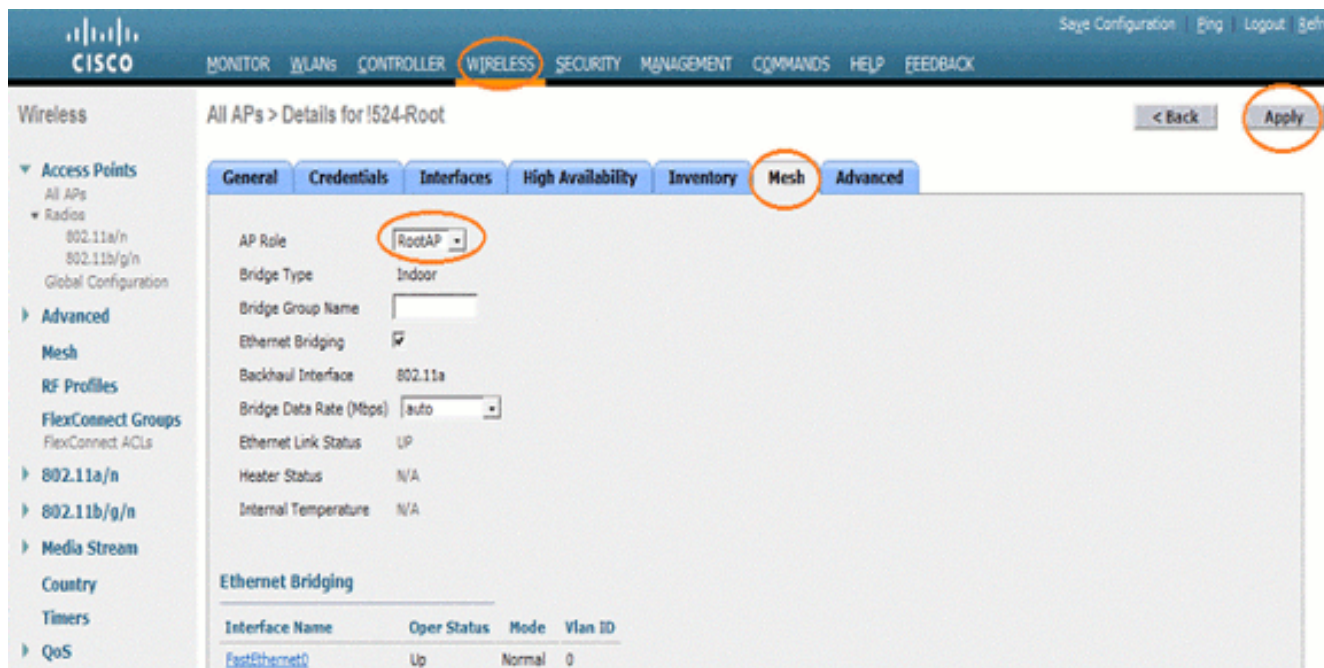 Save Configuration | Ping | Logout | Refr
CISCO
MONITOR WLANs CONTROLLER WIRELESS SECURITY MANAGEMENT COMMANDS HELP FEEDBACK
Wireless
All APs > Details for !524-Root
< Back
Apply
Access Points
All APs
Radios
802.11a/n
802.11b/g/n
Global Configuration
Advanced
Mesh
RF Profiles
FlexConnect Groups
FlexConnect ACLs
802.11a/n
802.11b/g/n
Media Stream
Country
Timers
QoS
General Credentials Interfaces High Availability Inventory Mesh Advanced
AP Role RootAP
Bridge Type Indoor
Bridge Group Name
Ethernet Bridging
Backhaul Interface 802.11a
Bridge Data Rate (Mbps) auto
Ethernet Link Status UP
Heater Status N/A
Internal Temperature N/A
Ethernet Bridging
Interface Name Oper Status Mode Vlan ID
FastEthernet0 Up Normal 0